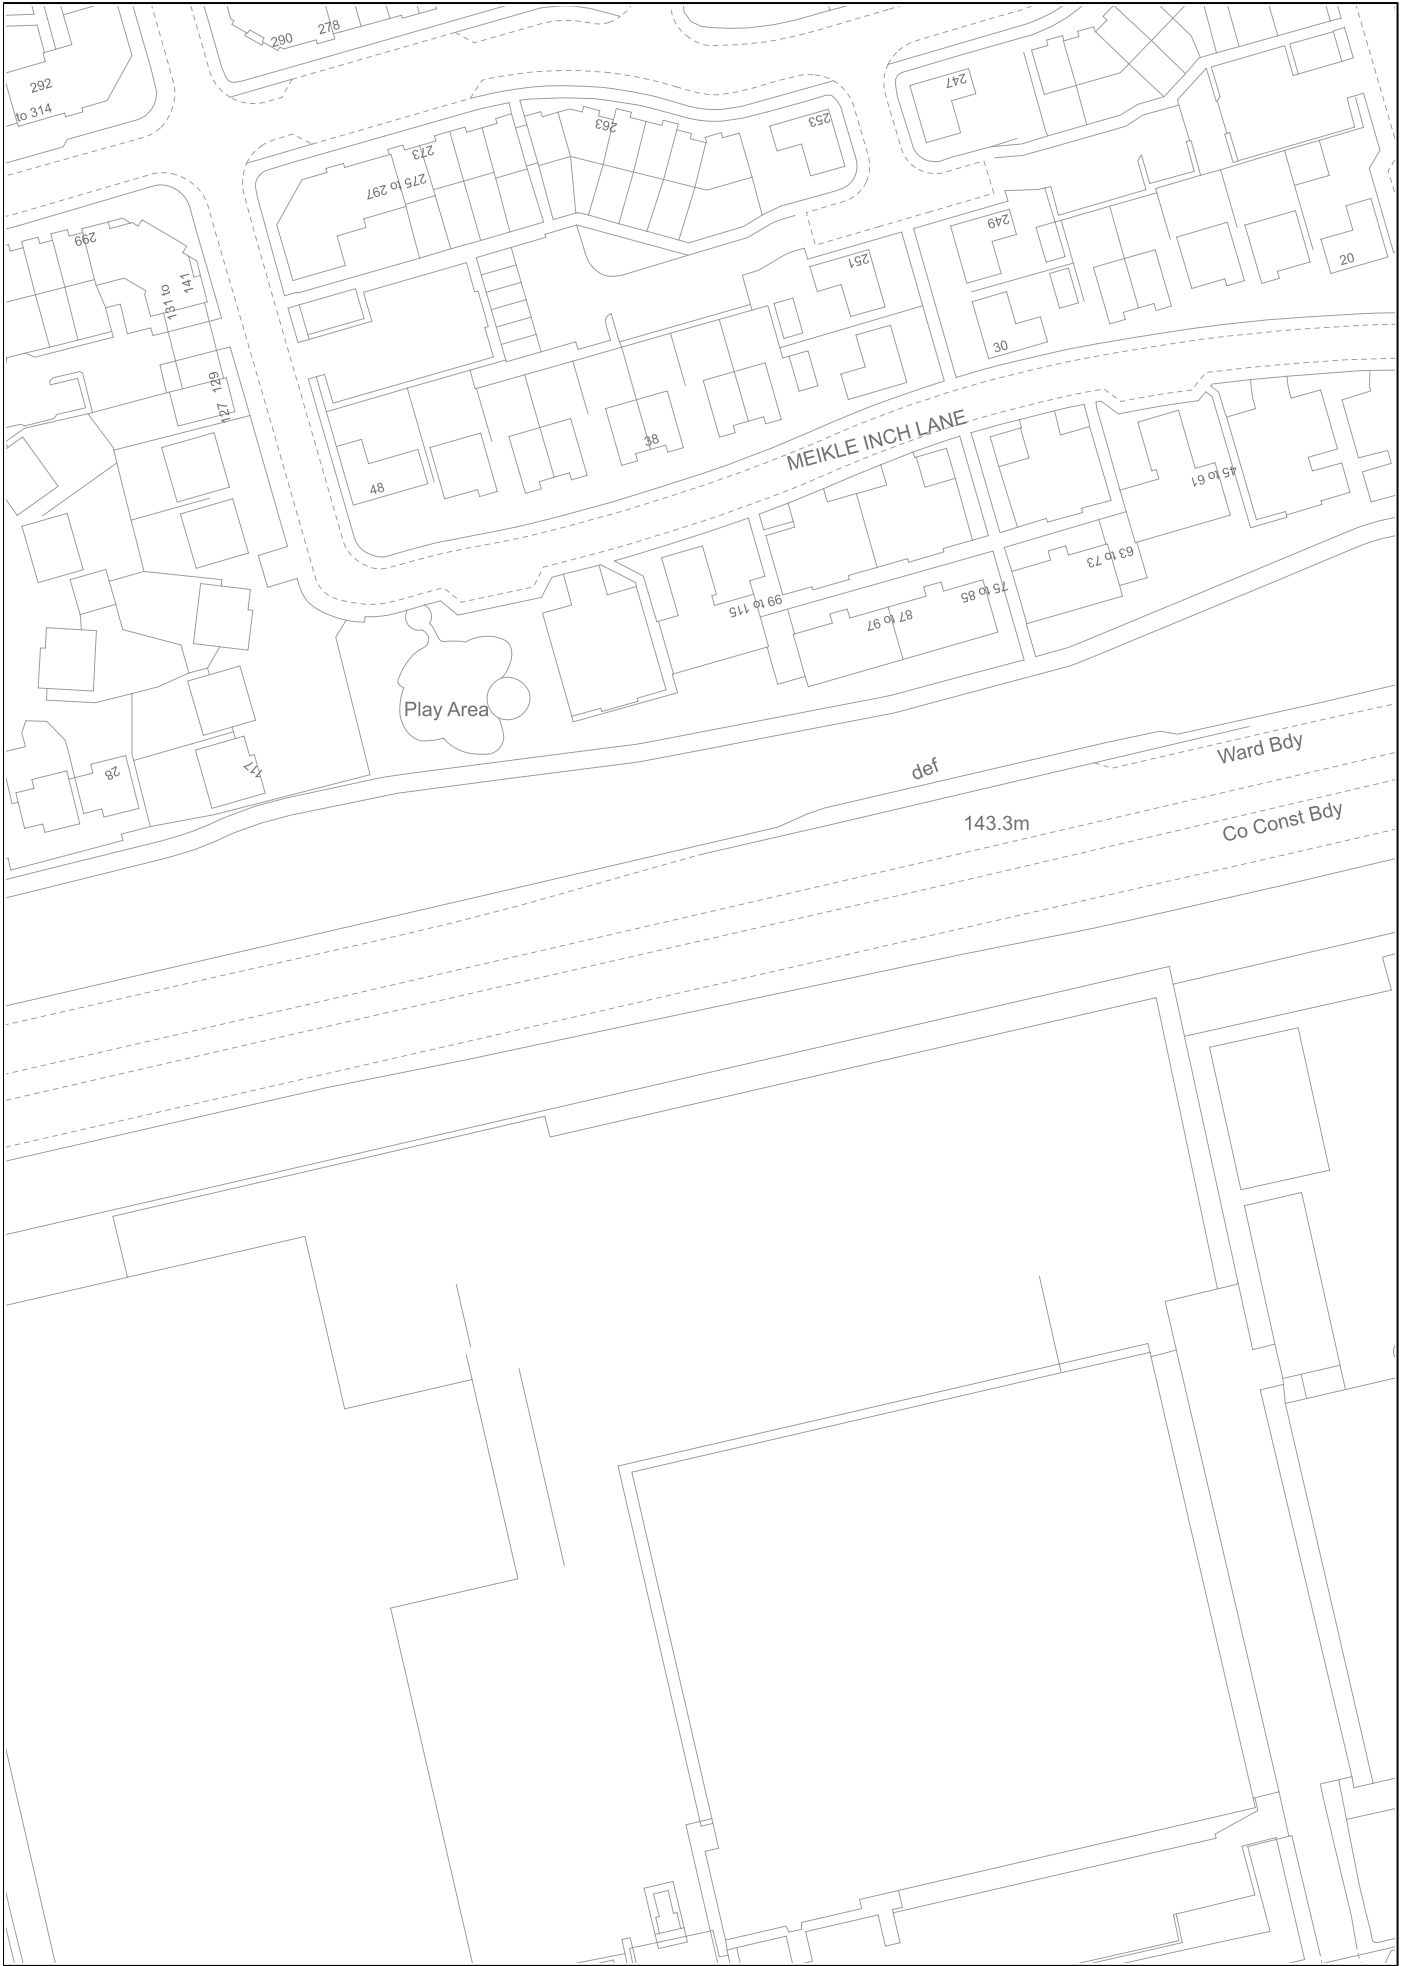 290
278
292
to 314
247
263
253
273
275 to 297
249
251
20
299
131 to
141
30
127
129
MEIKLE INCH LANE
38
48
45 to 61
63 to 73
75 to 85
99 to 115
87 to 97
Play Area
28
117
def
Ward Bdy
143.3m
Co Const Bdy